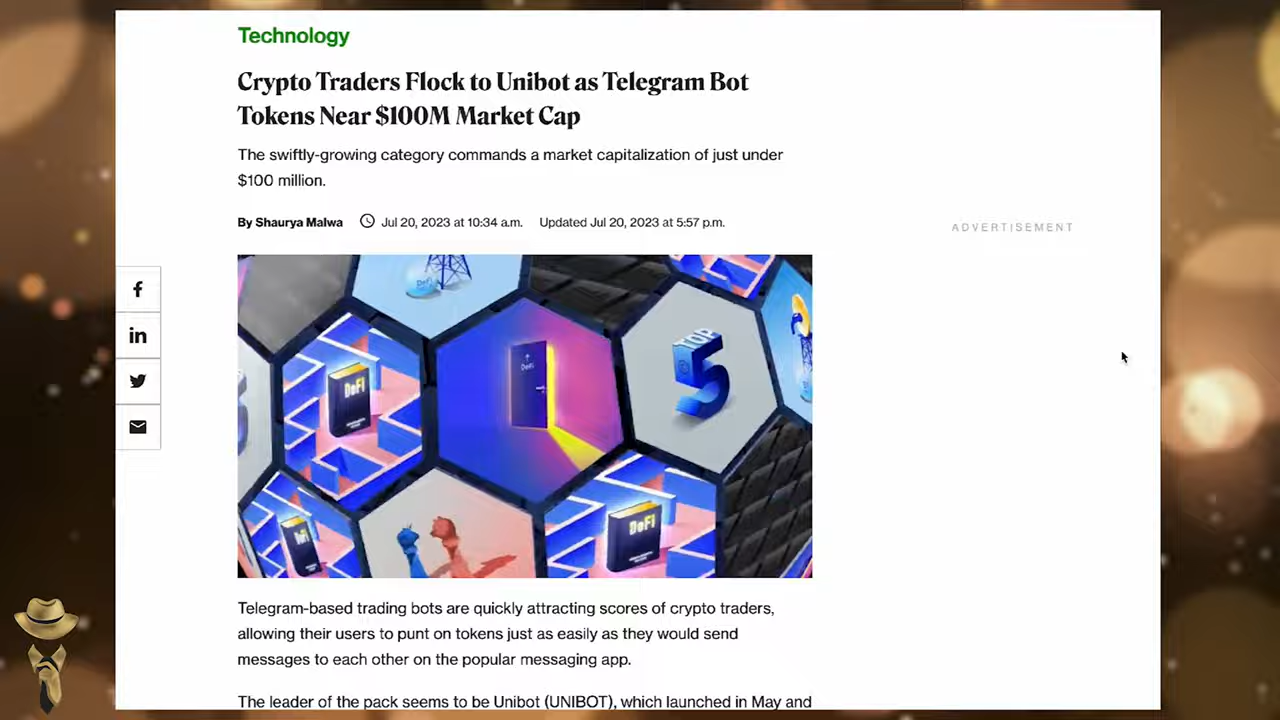 Technology
Crypto Traders Flock to Unibot as Telegram Bot
Tokens Near $100M Market Cap
The swiftly-growing category commands a market capitalization of just under
$100 million.
By Shaurya Malwa Jul 20, 2023 at 10:34 a.m. Updated Jul 20, 2023 at 5:57 p.m.
ADVERTISEMENT
f
in
DeFi
DeFi
TOP
5
DeFi
DeFi
Telegram-based trading bots are quickly attracting scores of crypto traders,
allowing their users to punt on tokens just as easily as they would send
messages to each other on the popular messaging app.
The leader of the pack seems to be Unibot (UNIBOT), which launched in May and